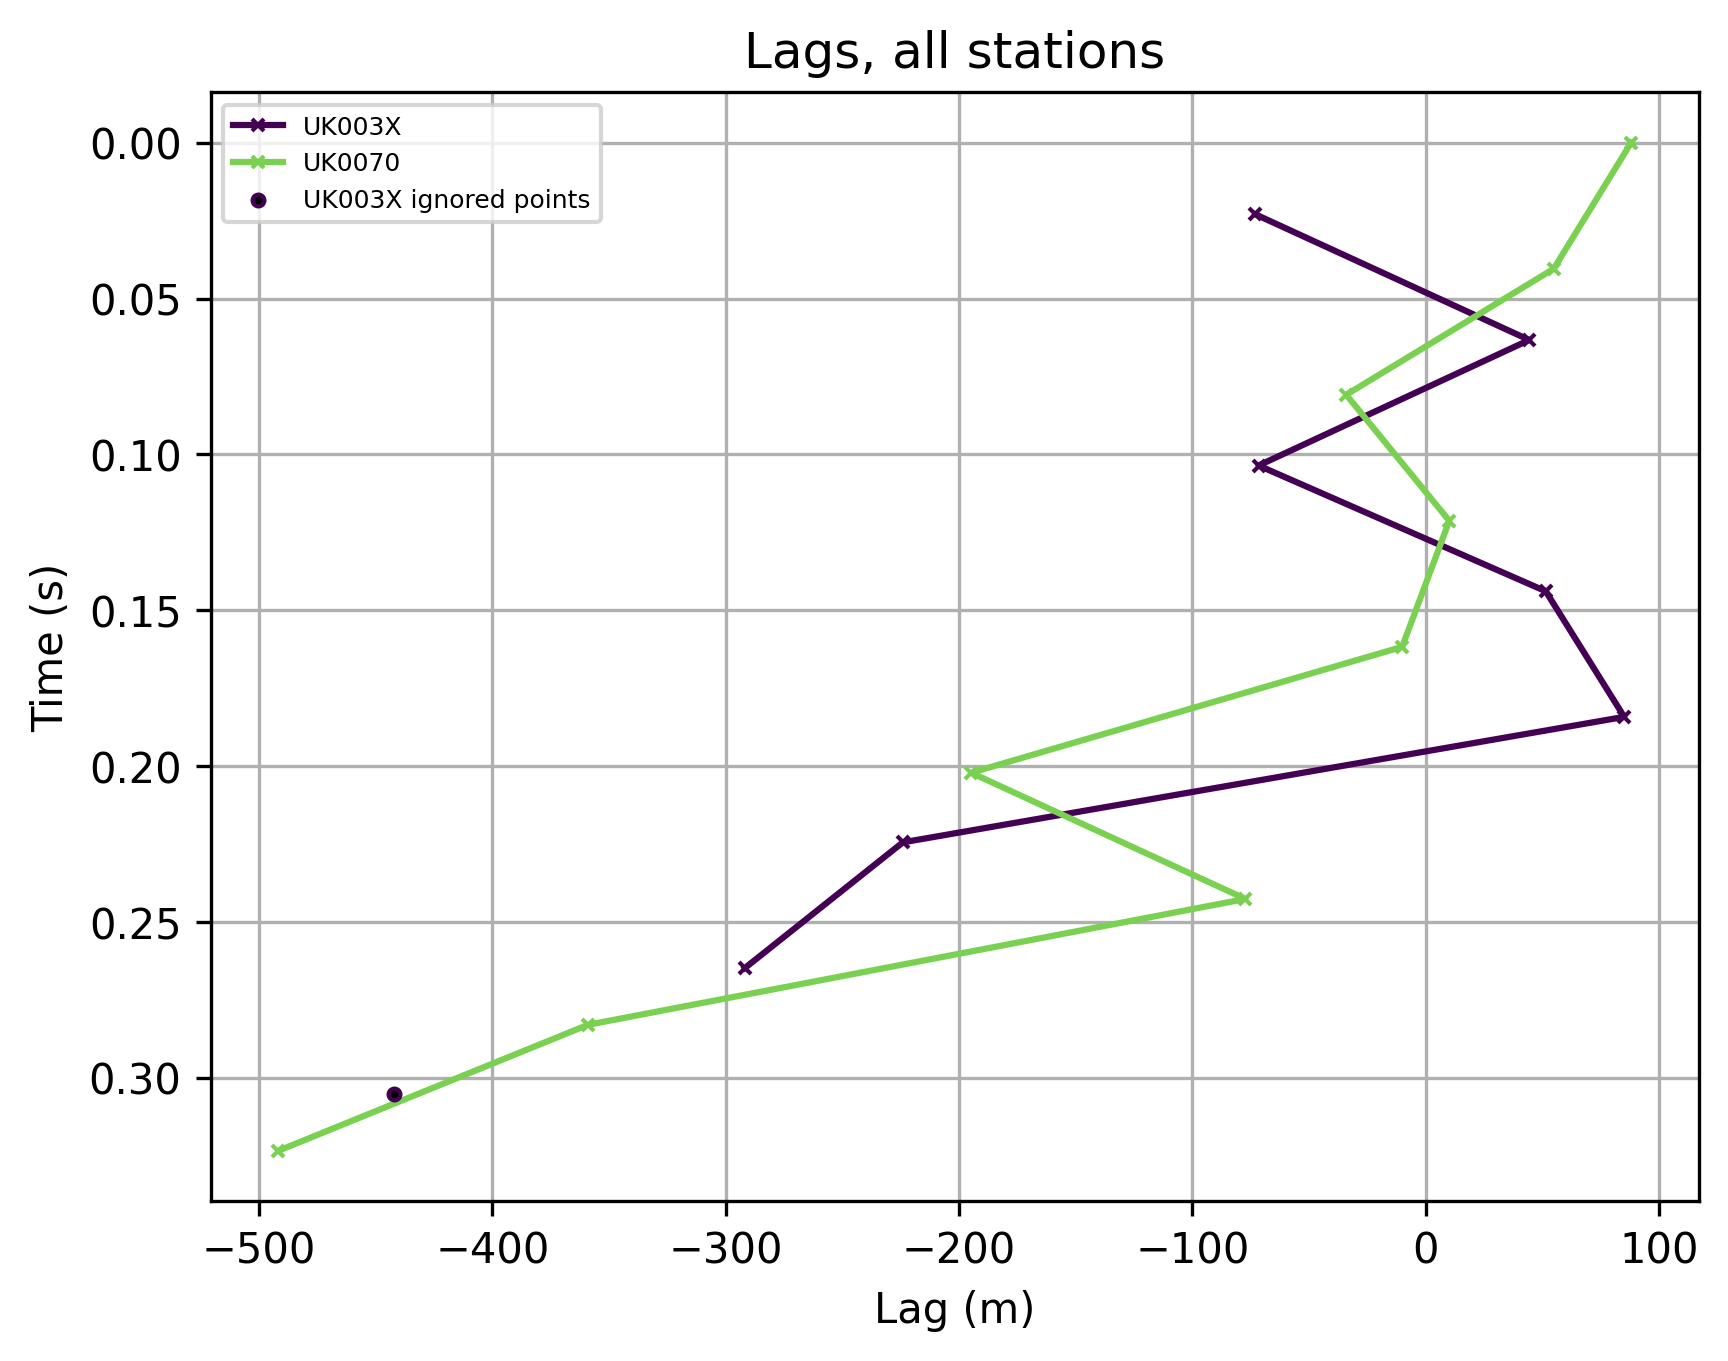 Lags, all stations
UK003X
UK0070
UK003X ignored points
0.00
0.05
0.10
0.15
0.20
0.25
0.30
Time (s)
−500 −400 −300 −200 −100 0 100
Lag (m)